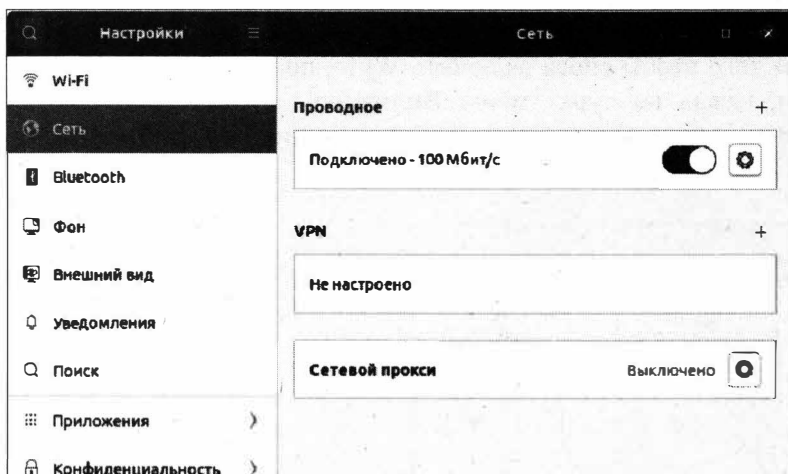 Настройки
Сеть
Wi-Fi
Сеть
Bluetooth
Фон
Внешний вид
Уведомления
Поиск
Приложения
Конфиденциальность
Проводное
Подключено - 100 Мбит/с
VPN
Не настроено
Сетевой прокси
Выключено